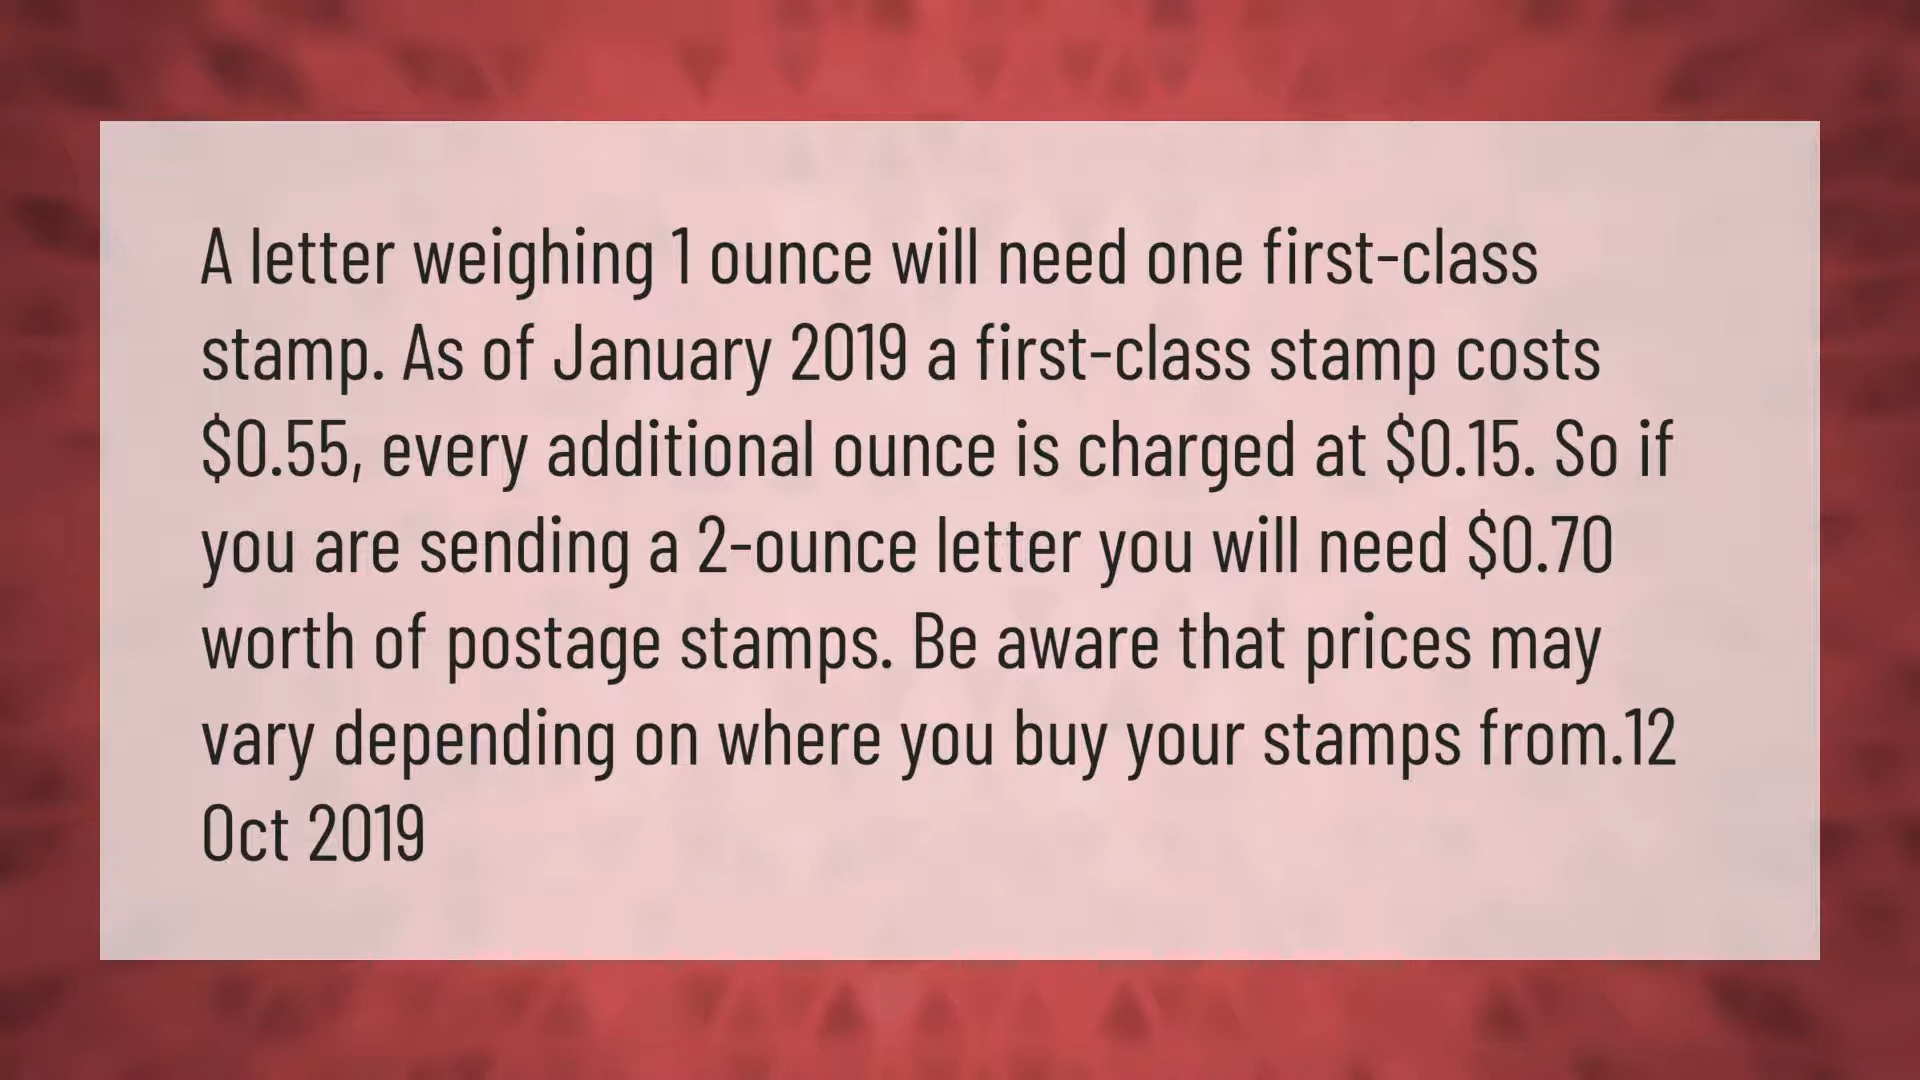 A letter weighing 1 ounce will need one first-class
stamp. As of January 2019 a first-class stamp costs
$0.55, every additional ounce is charged at $0.15. So if
you are sending a 2-ounce letter you will need $0.70
worth of postage stamps. Be aware that prices may
vary depending on where you buy your stamps from.12
Oct 2019